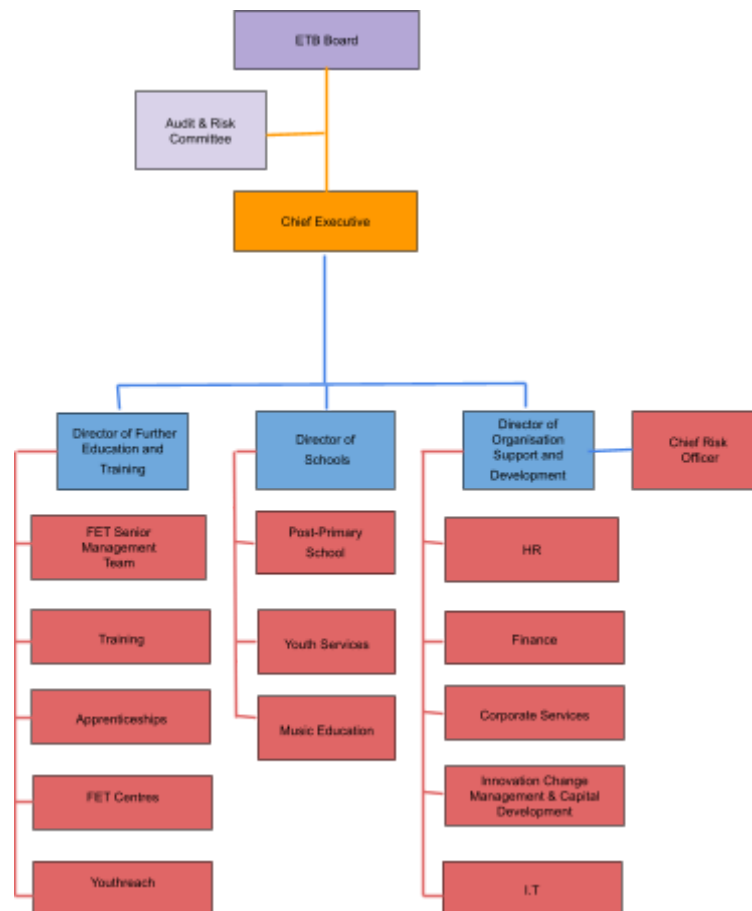 ETB Board
Audit & Risk
Committee
Chief Executive
Director of Further
Education and
Training
Director of
Schools
Director of
Organisation
Support and
Development
Chief Risk
Officer
FET Senior
Management
Team
Training
Apprenticeships
FET Centres
Youthreach
Post-Primary
School
Youth Services
Music Education
HR
Finance
Corporate Services
Innovation Change
Management & Capital
Development
I.T